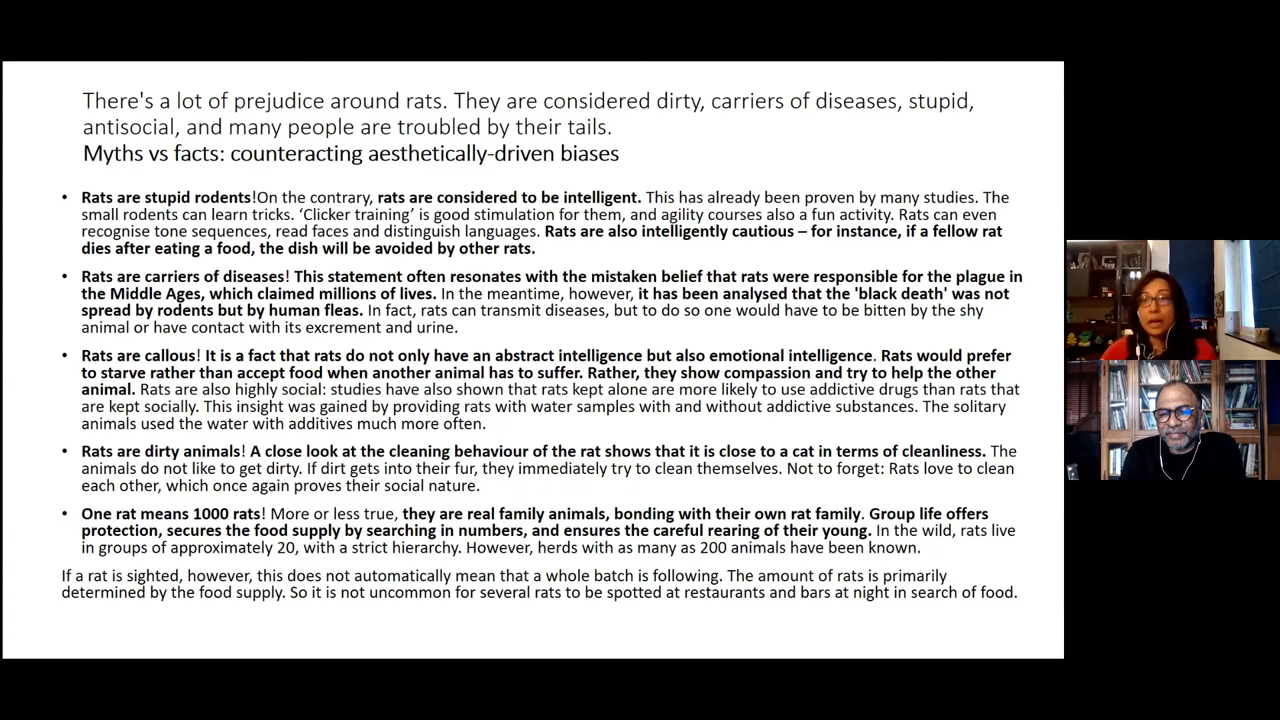 There's a lot of prejudice around rats. They are considered dirty, carriers of diseases, stupid,
antisocial, and many people are troubled by their tails.
Myths vs facts: counteracting aesthetically-driven biases
• Rats are stupid rodents!On the contrary, rats are considered to be intelligent. This has already been proven by many studies. The
small rodents can learn tricks. ‘Clicker training’ is good stimulation for them, and agility courses also a fun activity. Rats can even
recognise tone sequences, read faces and distinguish languages. Rats are also intelligently cautious – for instance, if a fellow rat
dies after eating a food, the dish will be avoided by other rats.
• Rats are carriers of diseases! This statement often resonates with the mistaken belief that rats were responsible for the plague in
the Middle Ages, which claimed millions of lives. In the meantime, however, it has been analysed that the 'black death' was not
spread by rodents but by human fleas. In fact, rats can transmit diseases, but to do so one would have to be bitten by the shy
animal or have contact with its excrement and urine.
• Rats are callous! It is a fact that rats do not only have an abstract intelligence but also emotional intelligence. Rats would prefer
to starve rather than accept food when another animal has to suffer. Rather, they show compassion and try to help the other
animal. Rats are also highly social: studies have also shown that rats kept alone are more likely to use addictive drugs than rats that
are kept socially. This insight was gained by providing rats with water samples with and without addictive substances. The solitary
animals used the water with additives much more often.
• Rats are dirty animals! A close look at the cleaning behaviour of the rat shows that it is close to a cat in terms of cleanliness. The
animals do not like to get dirty. If dirt gets into their fur, they immediately try to clean themselves. Not to forget: Rats love to clean
each other, which once again proves their social nature.
• One rat means 1000 rats! More or less true, they are real family animals, bonding with their own rat family. Group life offers
protection, secures the food supply by searching in numbers, and ensures the careful rearing of their young. In the wild, rats live
in groups of approximately 20, with a strict hierarchy. However, herds with as many as 200 animals have been known.
If a rat is sighted, however, this does not automatically mean that a whole batch is following. The amount of rats is primarily
determined by the food supply. So it is not uncommon for several rats to be spotted at restaurants and bars at night in search of food.